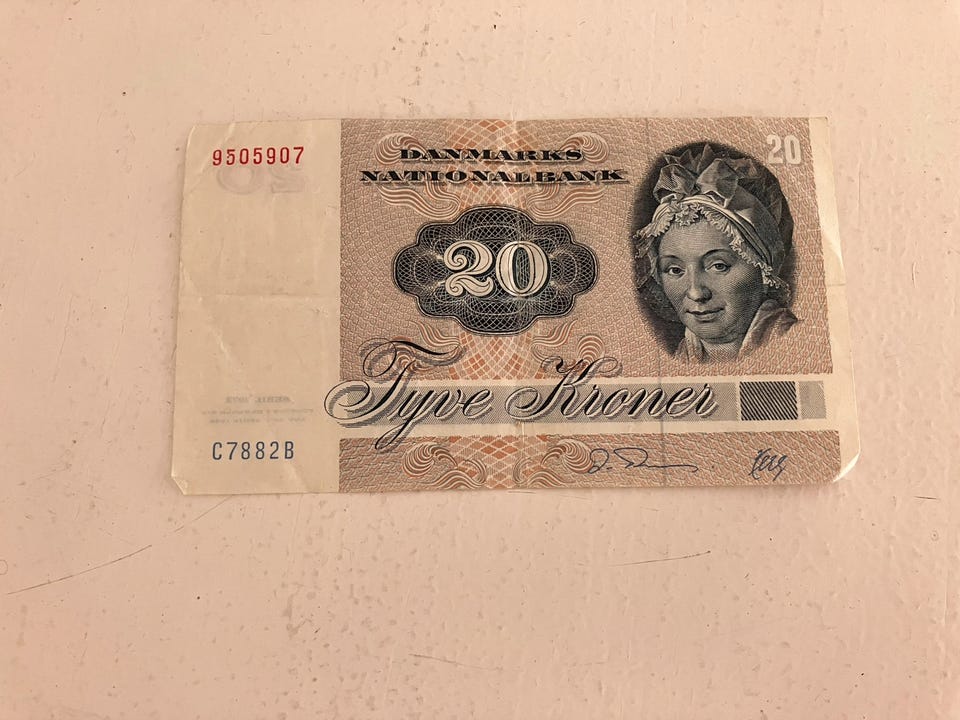 9505907
DANMARKS
NATIONALBANK
20
20
Tyve Kroner
C7882B